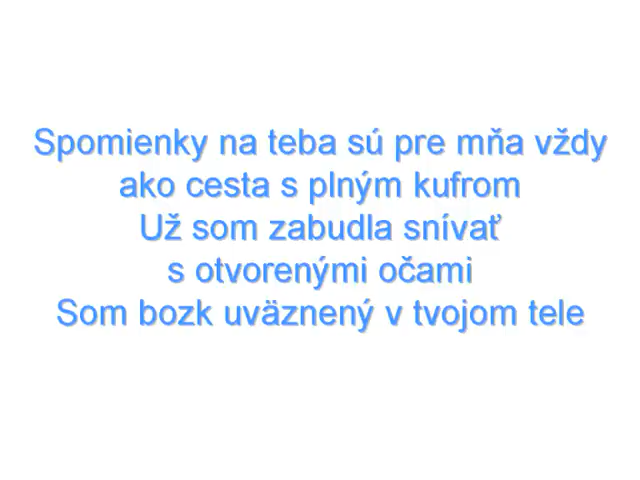 Spomienky na teba sú pre mňa vždy
ako cesta s plným kufrom
Už som zabudla snívať
s otvorenými očami
Som bozk uväznený v tvojom tele